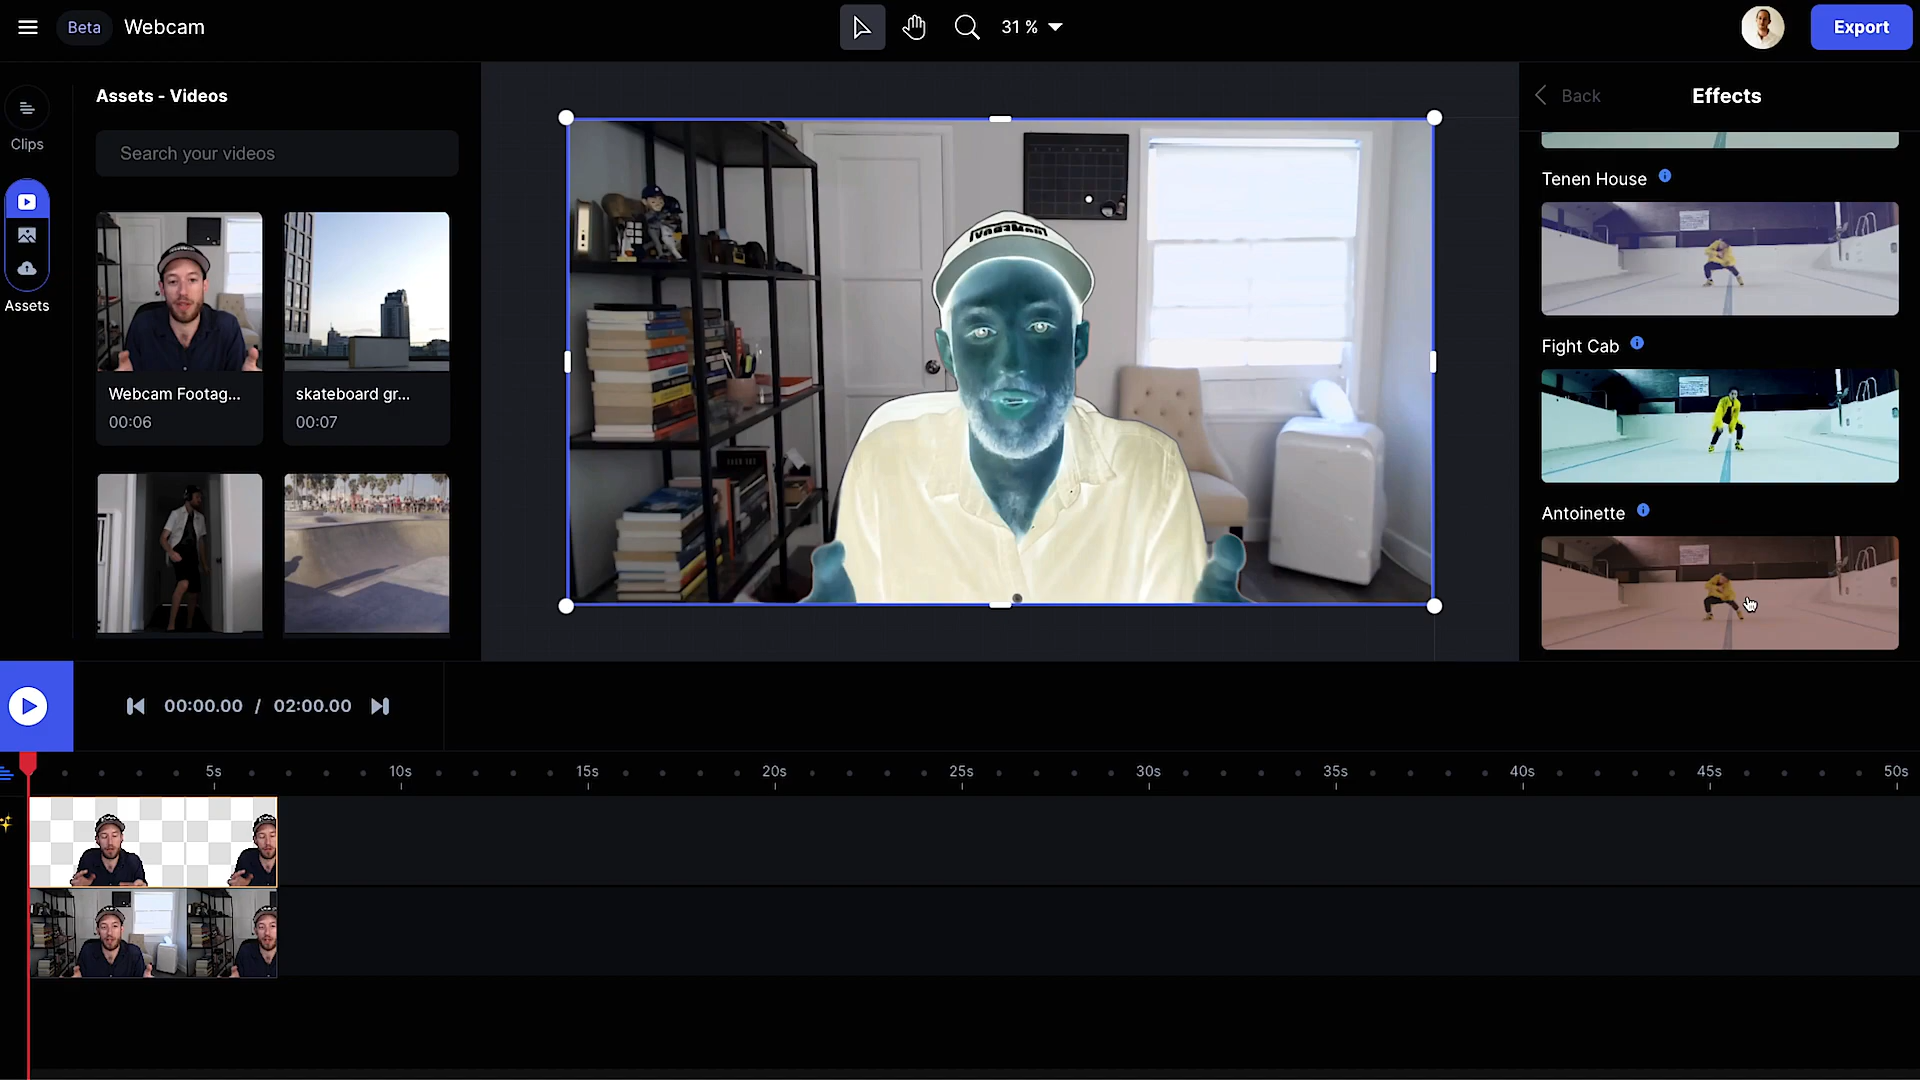 Beta Webcam 31 % Export
Assets - Videos
Search your videos
Clips
Assets
Webcam Footag...
00:06
skateboard gr...
00:07
Back Effects
Tenen House
Fight Cab
Antoinette
00:00.00 / 02:00.00
5s 10s 15s 20s 25s 30s 35s 40s 45s 50s